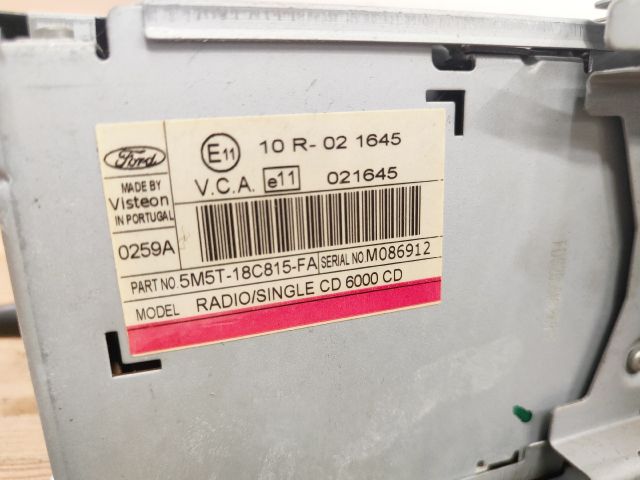 Ford
E11 10 R- 02 1645
MADE BY
Visteon
IN PORTUGAL
V.C.A. e11 021645
0259A
PART NO. 5M5T-18C815-FA SERIAL NO. M086912
MODEL RADIO/SINGLE CD 6000 CD